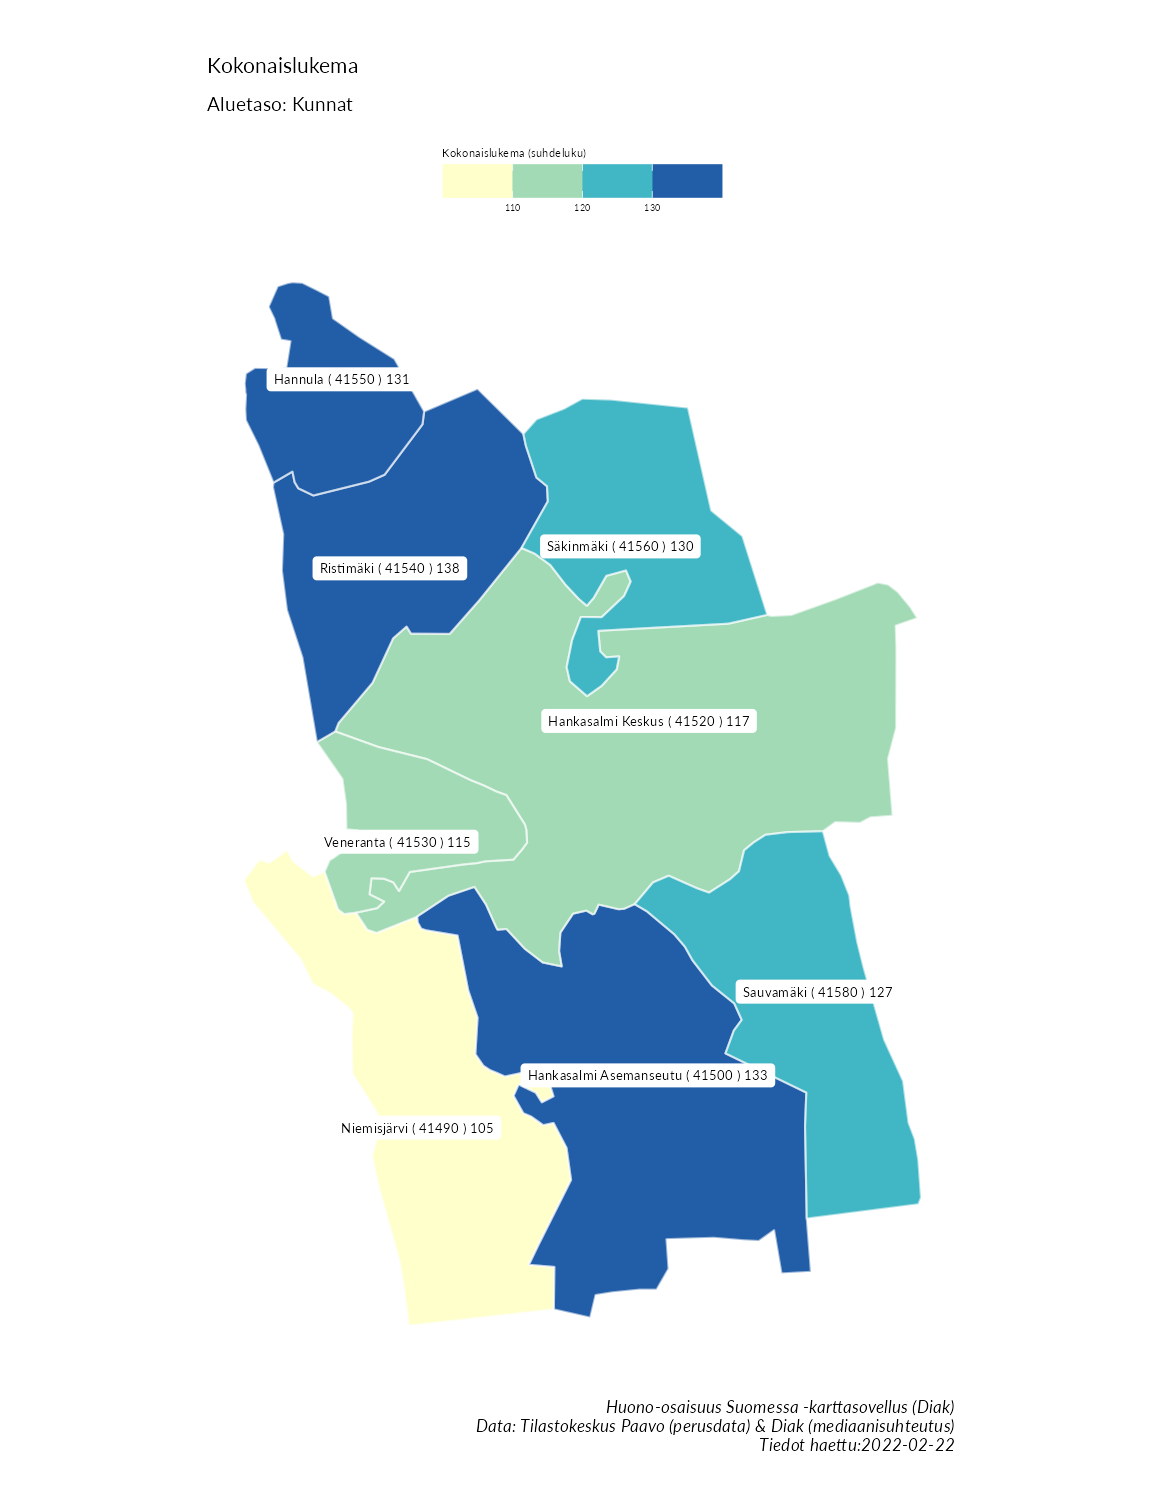 Kokonaislukema
Aluetaso: Kunnat
Kokonaislukema (suhdeluku)
110 120 130
Hannula ( 41550 ) 131
Säkinmäki ( 41560 ) 130
Ristimäki ( 41540 ) 138
Hankasalmi Keskus ( 41520 ) 117
Veneranta ( 41530 ) 115
Sauvamäki ( 41580 ) 127
Hankasalmi Asemanseutu ( 41500 ) 133
Niemisjärvi ( 41490 ) 105
Huono-osaisuus Suomessa -karttasovellus (Diak)
Data: Tilastokeskus Paavo (perusdata) & Diak (mediaanisuhteutus)
Tiedot haettu:2022-02-22